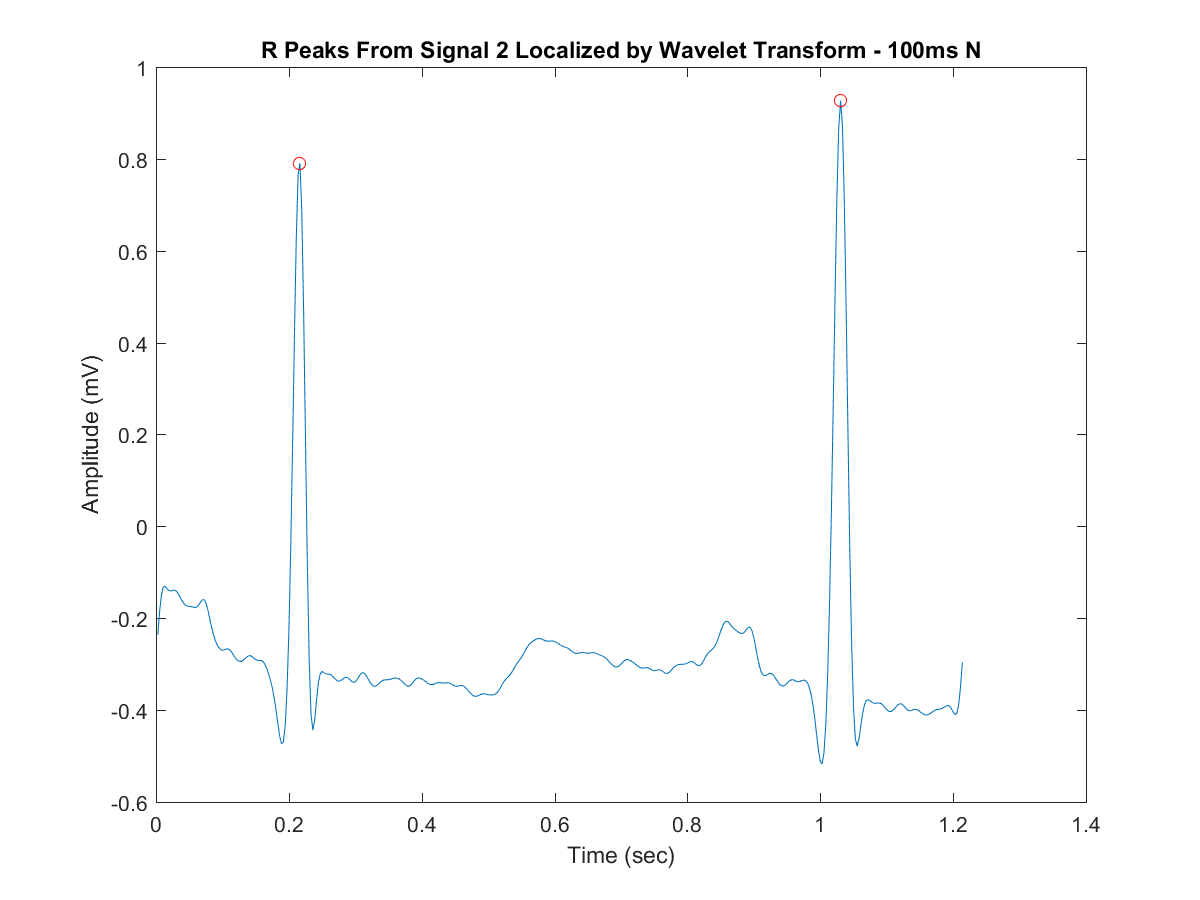 R Peaks From Signal 2 Localized by Wavelet Transform - 100ms N
1
0.8
0.6
0.4
0.2
0
-0.2
-0.4
-0.6
Amplitude (mV)
0 0.2 0.4 0.6 0.8 1 1.2 1.4
Time (sec)